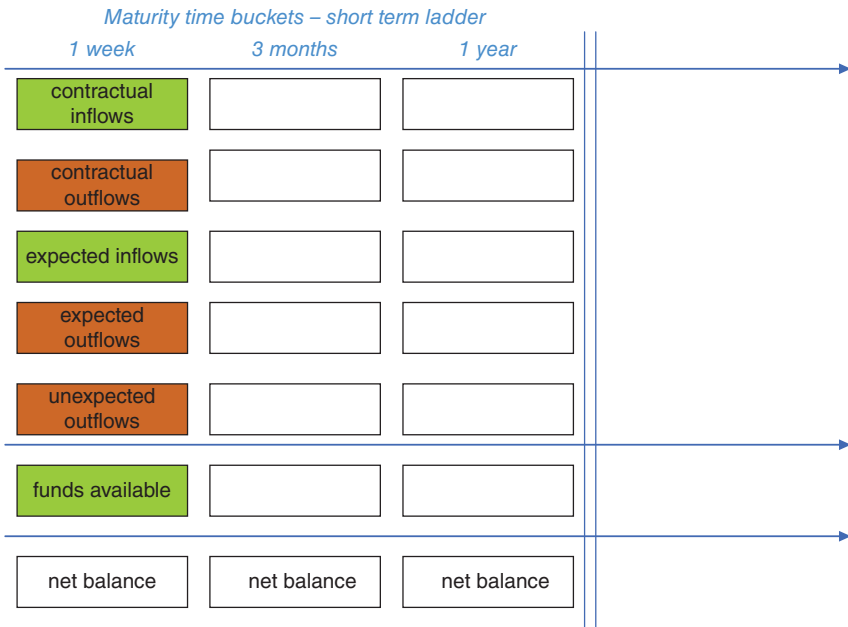 Maturity time buckets – short term ladder
1 week
3 months
1 year
contractual
inflows
contractual
outflows
expected inflows
expected
outflows
unexpected
outflows
funds available
net balance
net balance
net balance